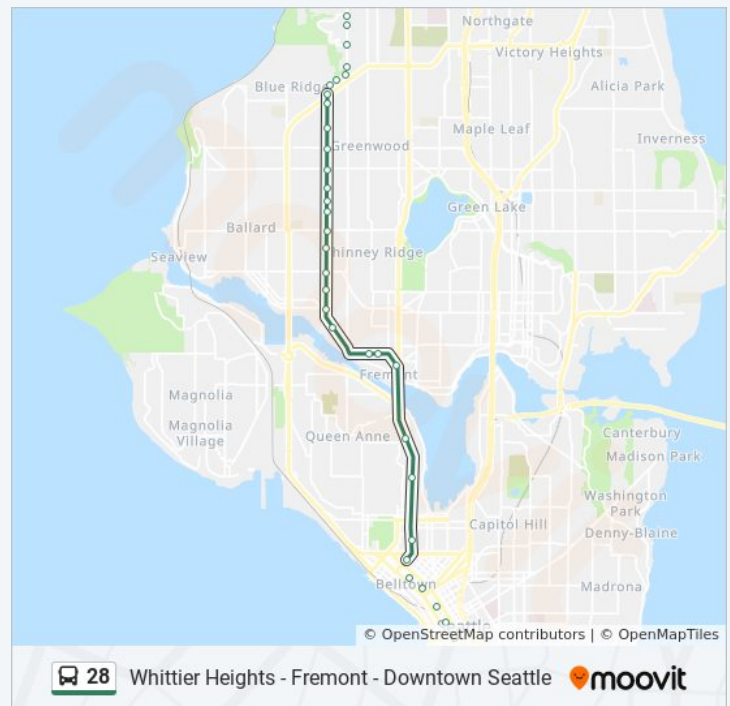 Northgate
Victory Heights
Blue Ridge
Alicia Park
Maple Leaf
Inverness
Greenwood
Green Lake
Ballard
Seaview
hinney Ridge
Fremont
Magnolia
Magnolia
Village
Queen Anne
Canterbury
Madison Park
Washington
Park
Capitol Hill
Denny-Blaine
Belltown
Madrona
Seattle
© OpenStreetMap contributors | © OpenMapTiles
28 Whittier Heights - Fremont - Downtown Seattle moovit